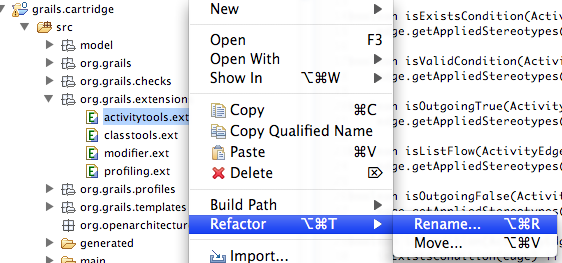 grails.cartridge
src
model
org.grails
org.grails.checks
org.grails.extension
activitytools.ext
classtools.ext
modifier.ext
profiling.ext
org.grails.profiles
org.grails.templates
org.openarchitectur
generated
main
New
Open F3
Open With
Show In ⌥⌘W
Copy ⌘C
Copy Qualified Name
Paste ⌘V
Delete ⌦
Build Path
Refactor ⌥⌘T
Import...
Rename... ⌥⌘R
Move... ⌥⌘V
isExistsCondition(Activ
ge.getAppliedStereotypes(
isValidCondition(Activi
ge.getAppliedStereotypes(
isOutgoingTrue(Activity
ge.getAppliedStereotypes(
isListFlow(ActivityEdge
ge.getAppliedStereotypes(
isOutgoingFalse(Activit
ge.getAppliedStereotypes(